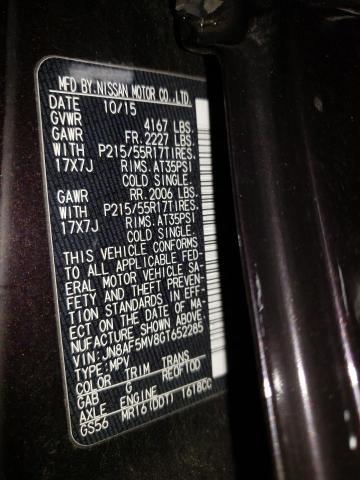 MFD BY.NISSAN MOTOR CO.,LTD.
DATE 10/15
GVWR 4167 LBS.
GAWR FR.2227 LBS.
WITH P215/55R17TIRES.
17X7J RIMS.AT35PSI
COLD SINGLE.
GAWR RR.2006 LBS.
WITH P215/55R17TIRES.
17X7J RIMS.AT35PSI
COLD SINGLE.
THIS VEHICLE CONFORMS
TO ALL APPLICABLE FED-
ERAL MOTOR VEHICLE SA-
FETY AND THEFT PREVEN-
TION STANDARDS IN EFF-
ECT ON THE DATE OF MA-
NUFACTURE SHOWN ABOVE.
VIN: JN8AF5MV8GT652285
TYPE:MPV
COLOR TRIM TRANS
GAB G RE0F10D
AXLE ENGINE
GS56 MR16(DDT) 1618CC